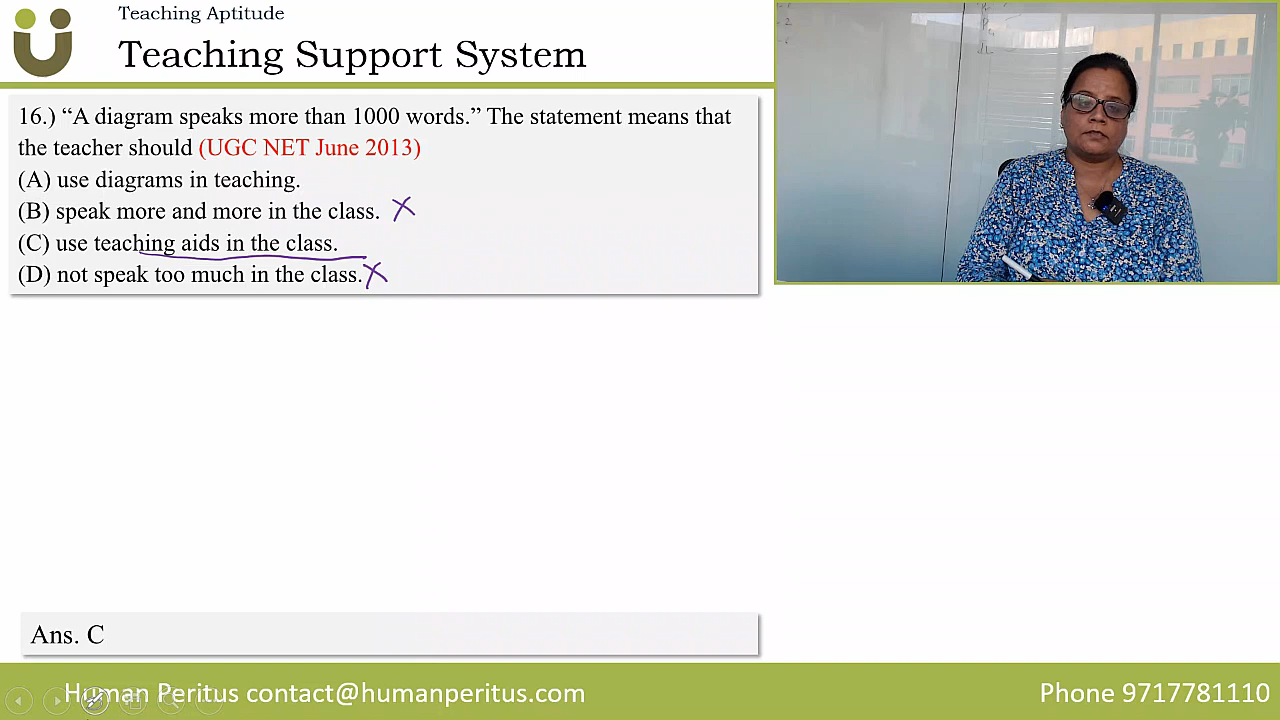 Teaching Aptitude
Teaching Support System
16.) “A diagram speaks more than 1000 words.” The statement means that
the teacher should (UGC NET June 2013)
(A) use diagrams in teaching.
(B) speak more and more in the class.
(C) use teaching aids in the class.
(D) not speak too much in the class.
Ans. C
Human Peritus contact@humanperitus.com
Phone 9717781110